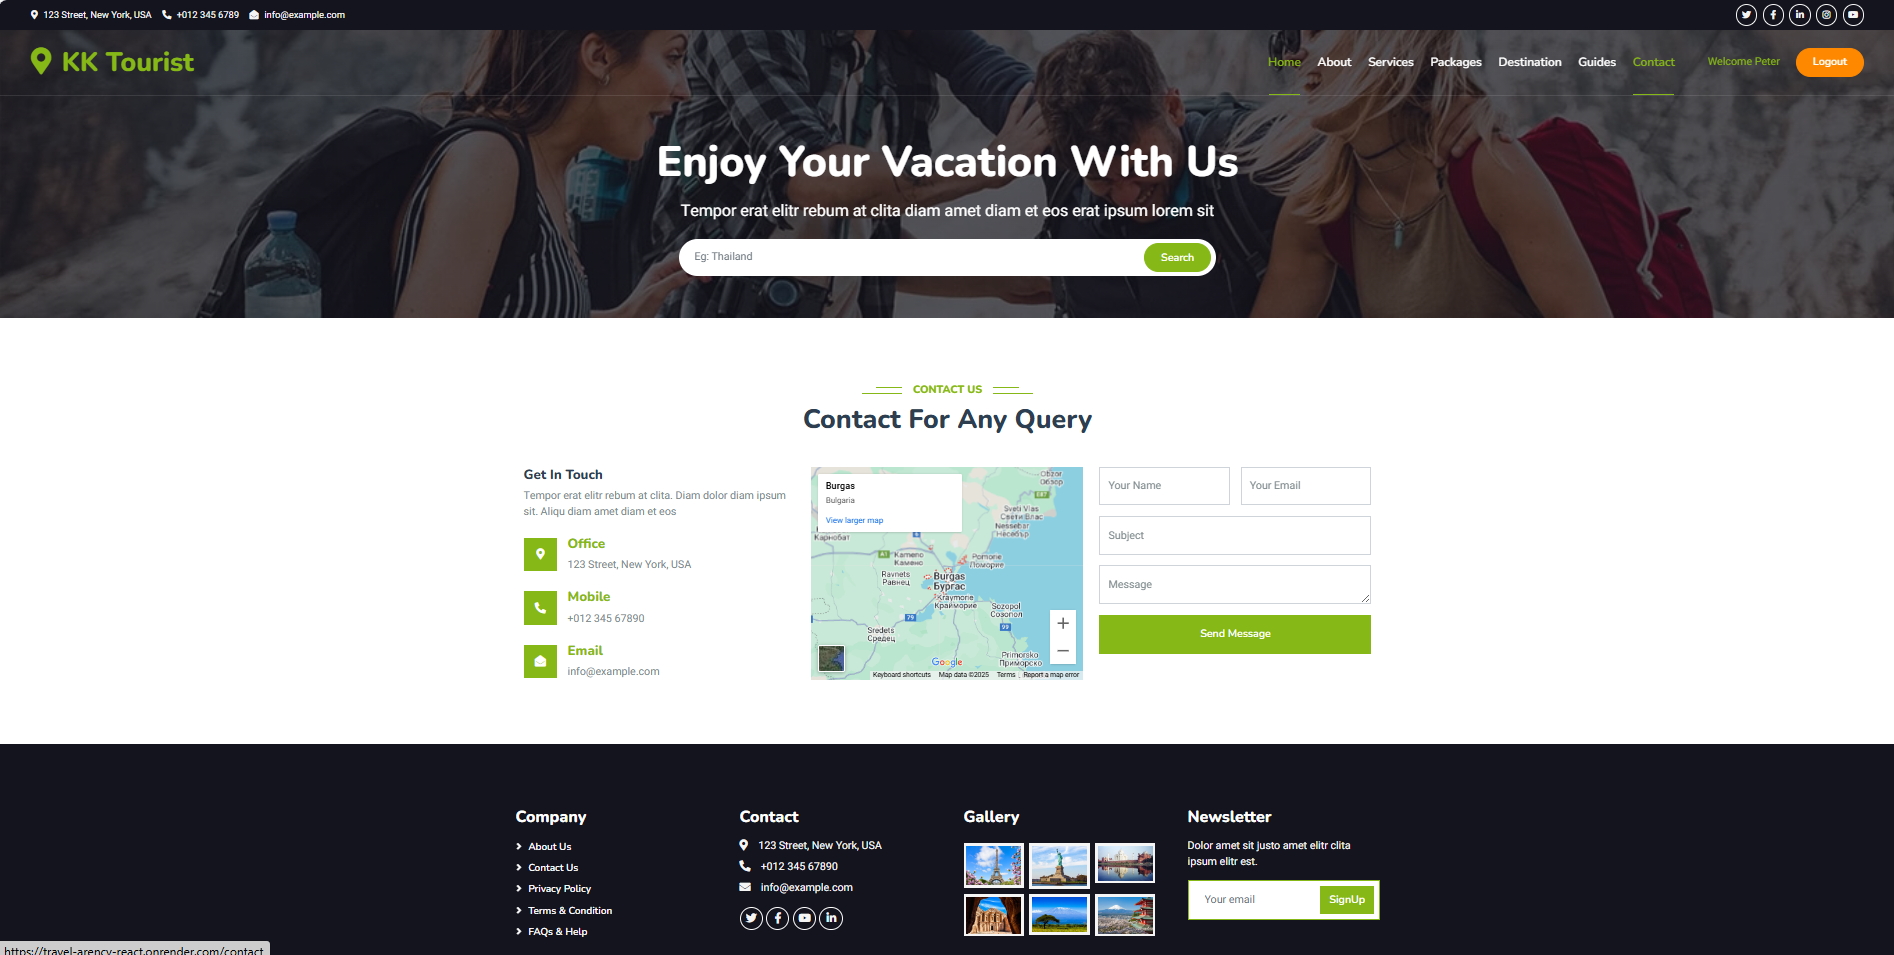 123 Street, New York, USA +012 345 6789 info@example.com
KK Tourist
Home About Services Packages Destination Guides Contact Welcome Peter Logout
Enjoy Your Vacation With Us
Tempor erat elitr rebum at clita diam amet diam et eos erat ipsum lorem sit
Eg: Thailand Search
CONTACT US
Contact For Any Query
Get In Touch
Tempor erat elitr rebum at clita. Diam dolor diam ipsum
sit. Aliqu diam amet diam et eos
Office
123 Street, New York, USA
Mobile
+012 345 67890
Email
info@example.com
Burgas
Bulgaria
View larger map
Obzor
Обзор
E87
Sveti Vlas
Свети Влас
Nessebar
Несебър
Карнобат
6
A1
Kameno
Камено
Pomorie
Поморие
Ravnets
Равнец
Burgas
Бургас
Kraymorie
Крайморие
Sozopol
Созопол
79
99
Sredets
Средец
Primorsko
Приморско
Google
Keyboard shortcuts Map data ©2025 Terms Report a map error
Your Name Your Email
Subject
Message
Send Message
Company
About Us
Contact Us
Privacy Policy
Terms & Condition
FAQs & Help
Contact
123 Street, New York, USA
+012 345 67890
info@example.com
Gallery
Newsletter
Dolor amet sit justo amet elitr clita
ipsum elitr est.
Your email SignUp
https://travel-arency-react.onrender.com/contact